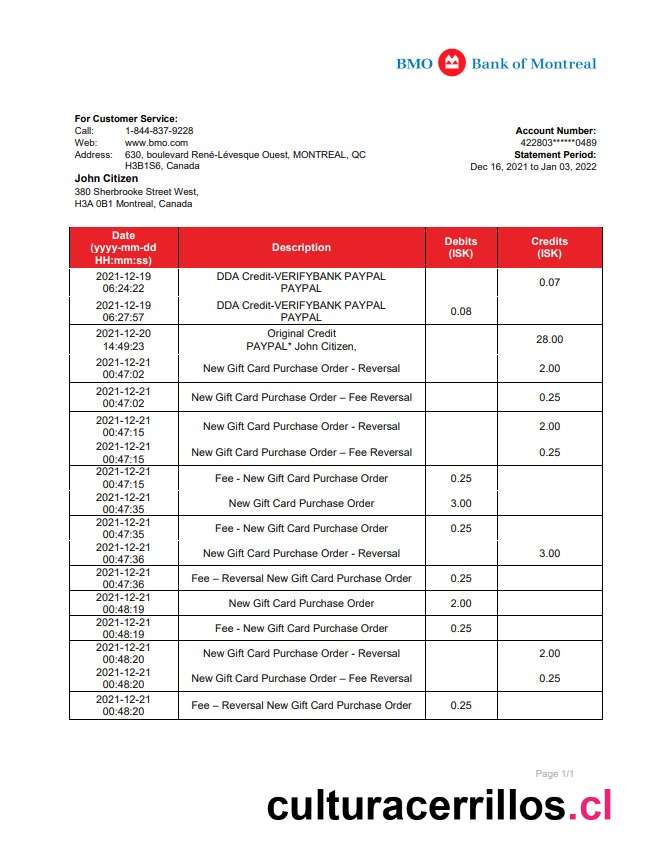 BMO Bank of Montreal
For Customer Service:
Call: 1-844-837-9228
Web: www.bmo.com
Address: 630, boulevard René-Lévesque Ouest, MONTREAL, QC
H3B1S6, Canada
Account Number:
422803******0489
Statement Period:
Dec 16, 2021 to Jan 03, 2022
John Citizen
380 Sherbrooke Street West,
H3A 0B1 Montreal, Canada
Date
(yyyy-mm-dd
HH:mm:ss)
Description
Debits
(ISK)
Credits
(ISK)
2021-12-19
06:24:22
DDA Credit-VERIFYBANK PAYPAL
PAYPAL
0.07
2021-12-19
06:27:57
DDA Credit-VERIFYBANK PAYPAL
PAYPAL
0.08
2021-12-20
14:49:23
Original Credit
PAYPAL* John Citizen,
28.00
2021-12-21
00:47:02
New Gift Card Purchase Order - Reversal
2.00
2021-12-21
00:47:02
New Gift Card Purchase Order – Fee Reversal
0.25
2021-12-21
00:47:15
New Gift Card Purchase Order - Reversal
2.00
2021-12-21
00:47:15
New Gift Card Purchase Order – Fee Reversal
0.25
2021-12-21
00:47:15
Fee - New Gift Card Purchase Order
0.25
2021-12-21
00:47:35
New Gift Card Purchase Order
3.00
2021-12-21
00:47:35
Fee - New Gift Card Purchase Order
0.25
2021-12-21
00:47:36
New Gift Card Purchase Order - Reversal
3.00
2021-12-21
00:47:36
Fee – Reversal New Gift Card Purchase Order
0.25
2021-12-21
00:48:19
New Gift Card Purchase Order
2.00
2021-12-21
00:48:19
Fee - New Gift Card Purchase Order
0.25
2021-12-21
00:48:20
New Gift Card Purchase Order - Reversal
2.00
2021-12-21
00:48:20
New Gift Card Purchase Order – Fee Reversal
0.25
2021-12-21
00:48:20
Fee – Reversal New Gift Card Purchase Order
0.25
Page 1/1
culturacerrillos.cl